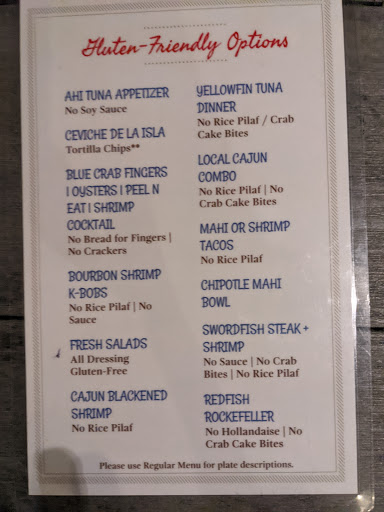 Gluten-Friendly Options
AHI TUNA APPETIZER
No Soy Sauce
CEVICHE DE LA ISLA
Tortilla Chips**
BLUE CRAB FINGERS
| OYSTERS | PEEL N
EAT | SHRIMP
COCKTAIL
No Bread for Fingers |
No Crackers
BOURBON SHRIMP
K-BOBS
No Rice Pilaf | No
Sauce
FRESH SALADS
All Dressing
Gluten-Free
CAJUN BLACKENED
SHRIMP
No Rice Pilaf
YELLOWFIN TUNA
DINNER
No Rice Pilaf / Crab
Cake Bites
LOCAL CAJUN
COMBO
No Rice Pilaf | No
Crab Cake Bites
MAHI OR SHRIMP
TACOS
No Rice Pilaf
CHIPOTLE MAHI
BOWL
SWORDFISH STEAK +
SHRIMP
No Sauce | No Crab
Bites | No Rice Pilaf
REDFISH
ROCKEFELLER
No Hollandaise | No
Crab Cake Bites
Please use Regular Menu for plate descriptions.